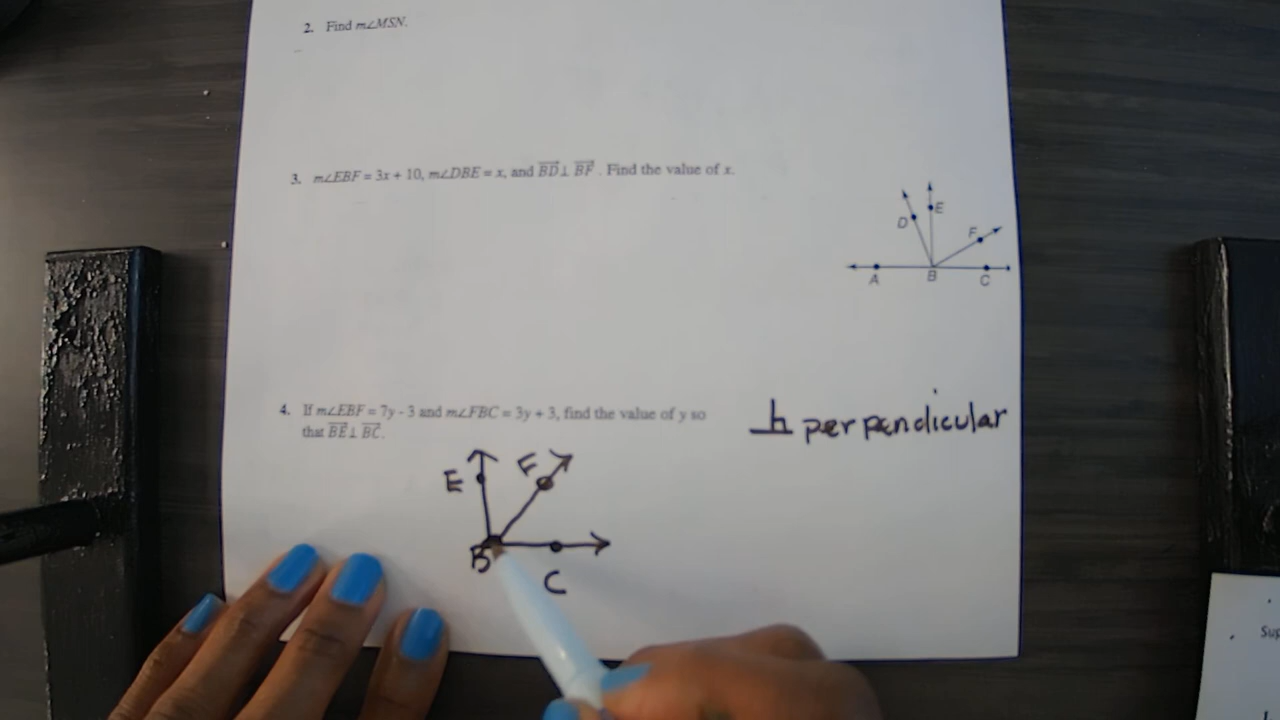 2. Find m∠MSN.
3. m∠EBF = 3x + 10, m∠DBE = x, and BD ⊥ BF . Find the value of x.
D
E
F
A
B
C
4. If m∠EBF = 7y - 3 and m∠FBC = 3y + 3, find the value of y so
that BE ⊥ BC.
⊥ perpendicular
E
F
B
C
Sup